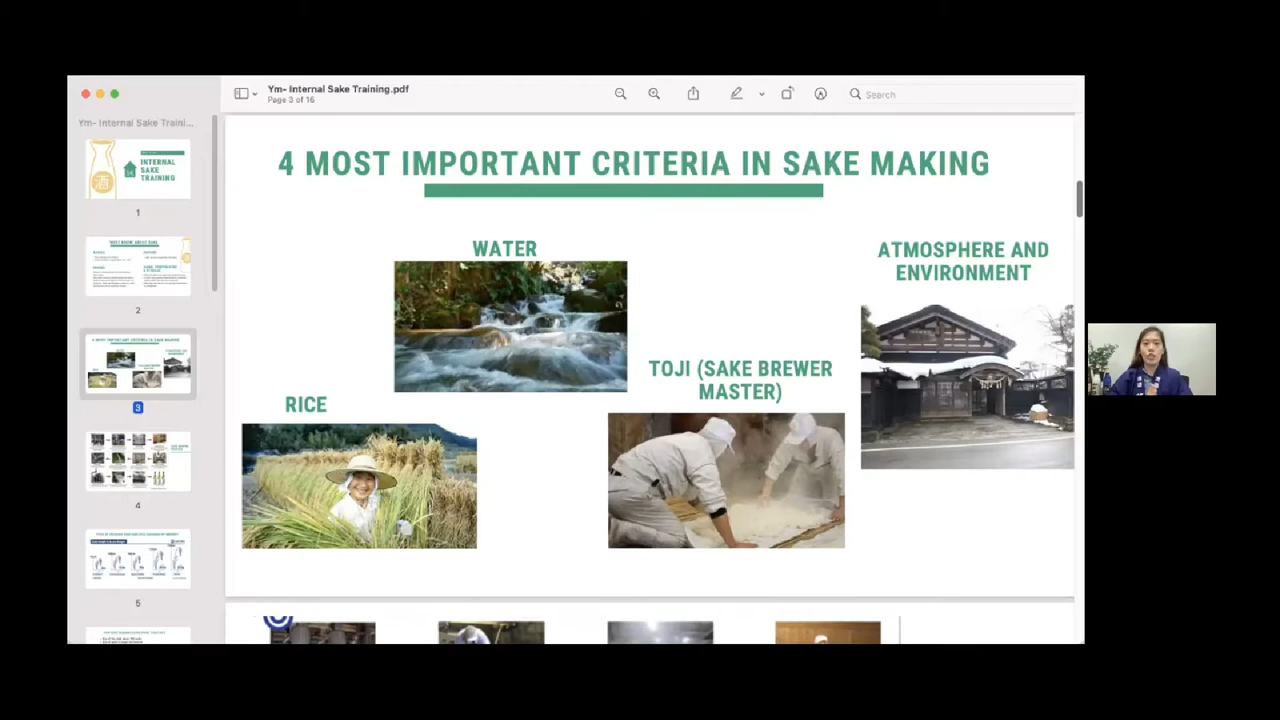 Ym- Internal Sake Training.pdf
Page 3 of 16
Search
Ym- Internal Sake Traini...
酒
INTERNAL
SAKE
TRAINING
1
2
3
4
5
4 MOST IMPORTANT CRITERIA IN SAKE MAKING
WATER
ATMOSPHERE AND
ENVIRONMENT
TOJI (SAKE BREWER
MASTER)
RICE